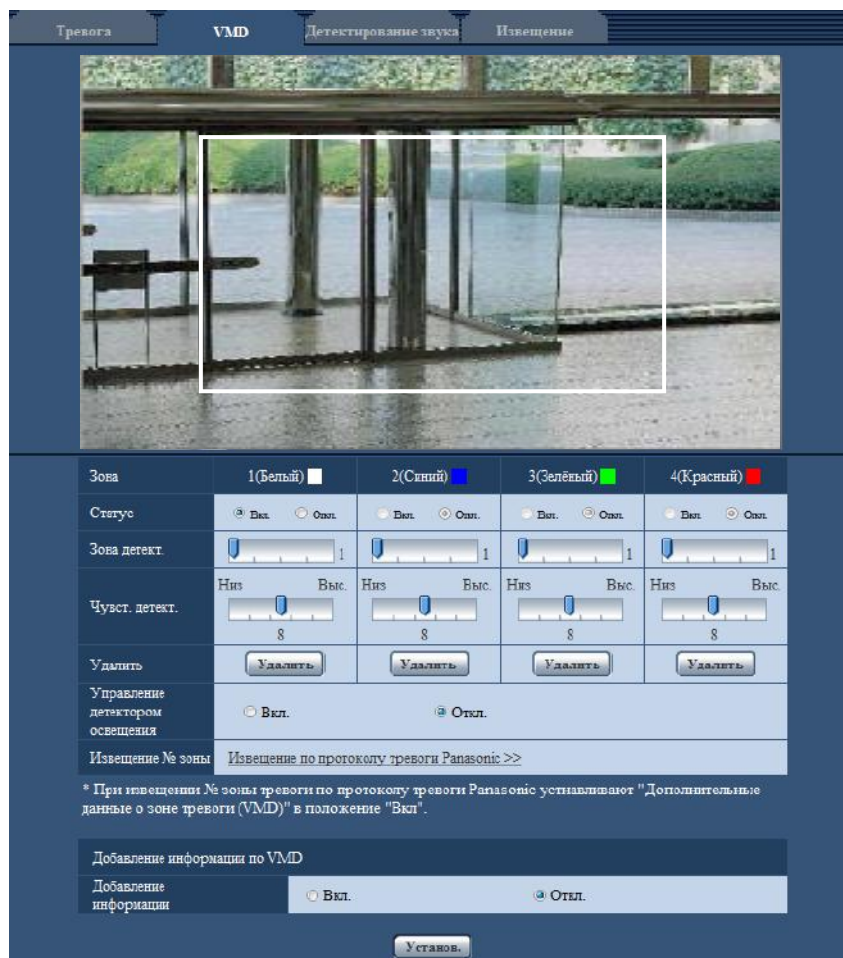 Тревога VMD Детектирование звука Извещение
Зона 1(Белый) 2(Синий) 3(Зелёный) 4(Красный)
Статус Вкл. Откл. Вкл. Откл. Вкл. Откл. Вкл. Откл.
Зона детект. 1 1 1 1
Низ Выс. Низ Выс. Низ Выс. Низ Выс.
Чувст. детект.
8 8 8 8
Удалить Удалить Удалить Удалить Удалить
Управление
детектором
освещения
Вкл. Откл.
Извещение № зоны Извещение по протоколу тревоги Panasonic >>
* При извещении № зоны тревоги по протоколу тревоги Panasonic устнавливают "Дополнительные
данные о зоне тревоги (VMD)" в положение "Вкл".
Добавление информации по VMD
Добавление
информации
Вкл. Откл.
Установ.